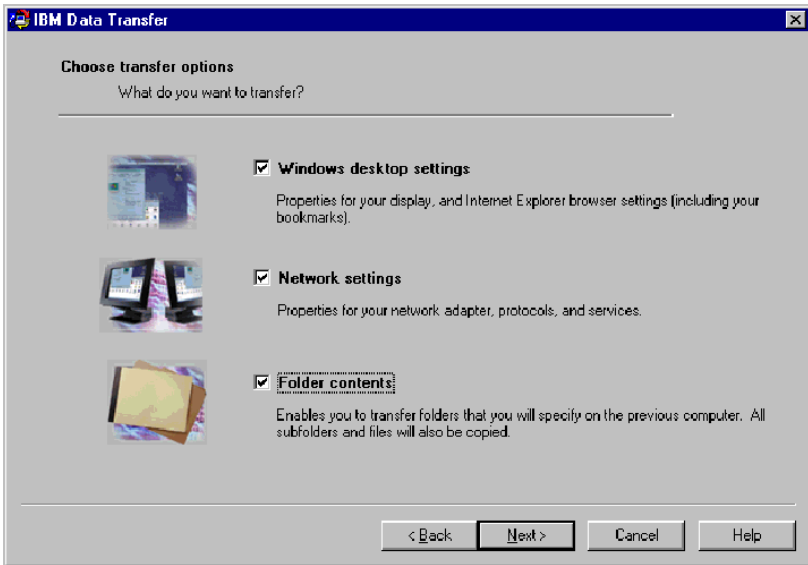 IBM Data Transfer
Choose transfer options
What do you want to transfer?
Windows desktop settings
Properties for your display, and Internet Explorer browser settings (including your
bookmarks).
Network settings
Properties for your network adapter, protocols, and services.
Folder contents
Enables you to transfer folders that you will specify on the previous computer. All
subfolders and files will also be copied.
< Back Next > Cancel Help